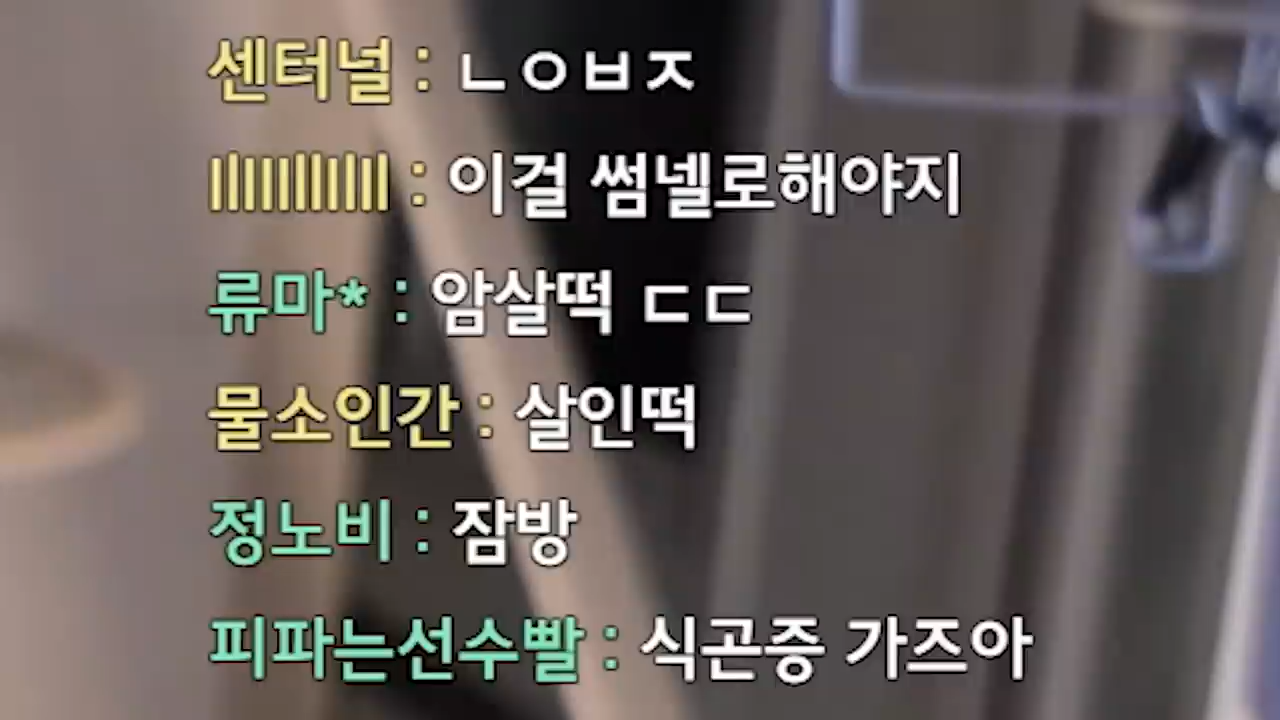 센터널 : ㄴㅇㅂㅈ
이걸 썸넬로해야지
류마* : 암살떡 ㄷㄷ
물소인간 : 살인떡
정노비 : 잠방
피파는선수빨 : 식곤증 가즈아